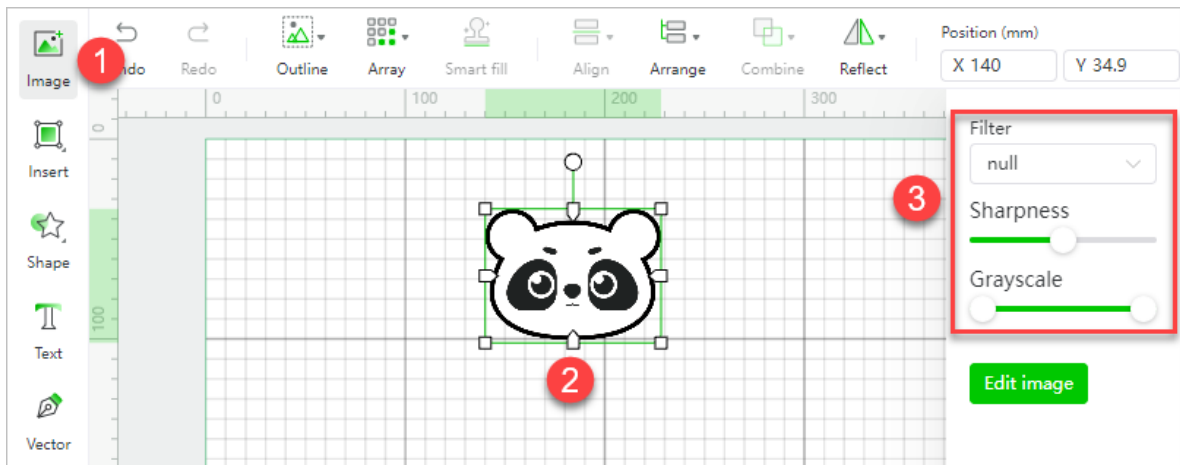 Image
1
ndo
Redo
Outline
Array
Smart fill
Align
Arrange
Combine
Reflect
Position (mm)
X 140
Y 34.9
0
100
200
300
0
100
Insert
Shape
Text
Vector
2
3
Filter
null
Sharpness
Grayscale
Edit image